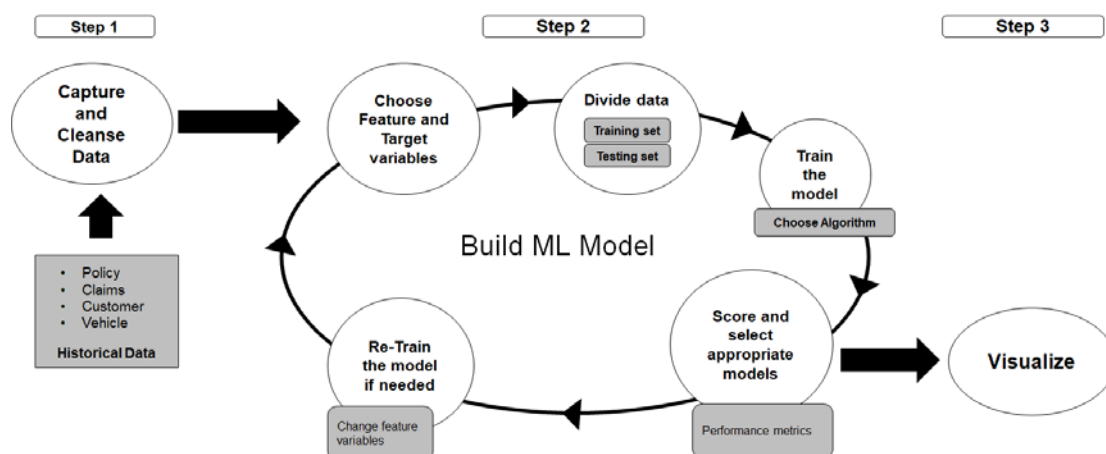 Step 1
Step 2
Step 3
Capture
and
Cleanse
Data
Choose
Feature and
Target
variables
Divide data
Training set
Testing set
Train
the
model
Choose Algorithm
Build ML Model
• Policy
• Claims
• Customer
• Vehicle
Historical Data
Re-Train
the model
if needed
Change feature
variables
Score and
select
appropriate
models
Performance metrics
Visualize